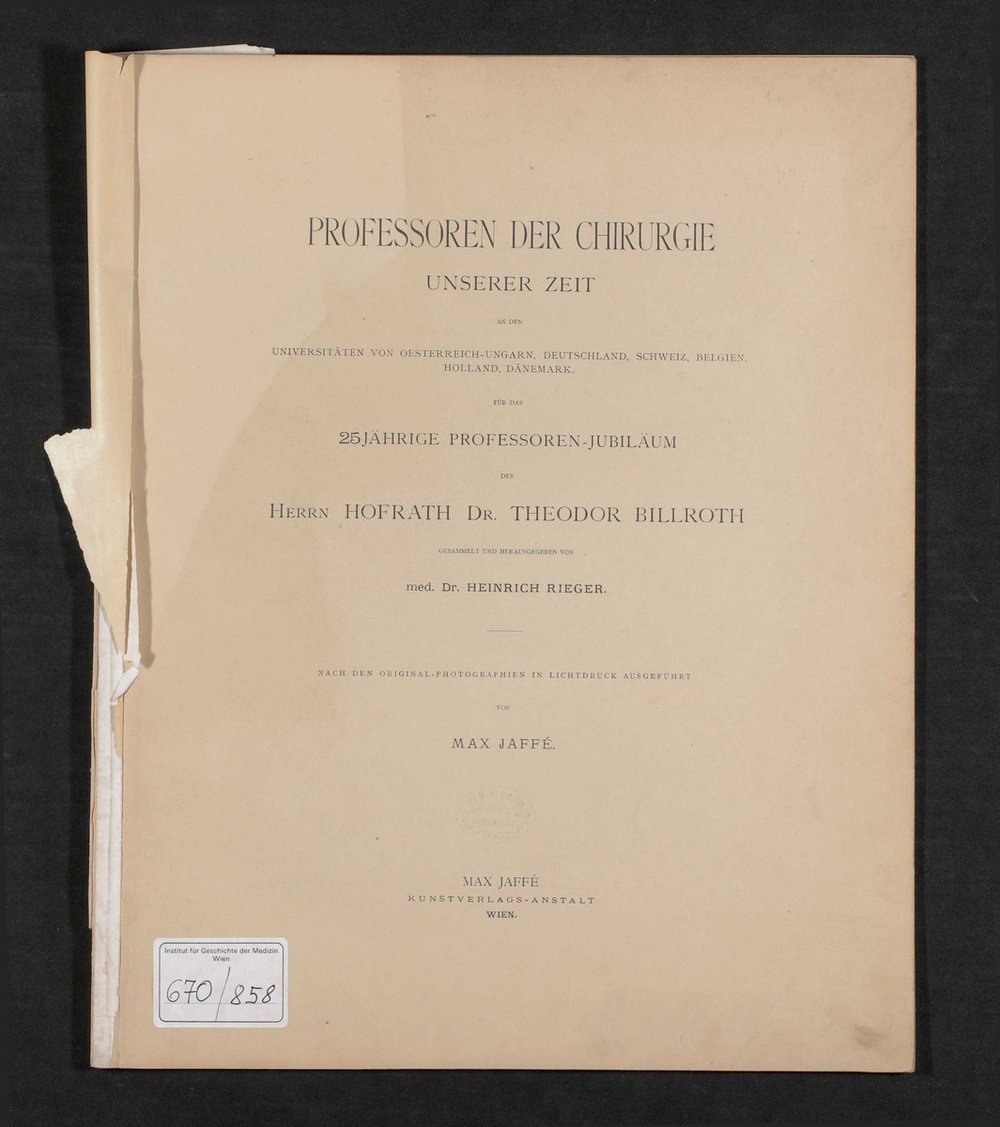 PROFESSOREN DER CHIRURGIE
UNSERER ZEIT
AN DEN
UNIVERSITÄTEN VON OESTERREICH-UNGARN, DEUTSCHLAND, SCHWEIZ, BELGIEN,
HOLLAND, DÄNEMARK.
FÜR DAS
25JÄHRIGE PROFESSOREN-JUBILÄUM
DES
HERRN HOFRATH DR. THEODOR BILLROTH
GESAMMELT UND HERAUSGEGEBEN VON
med. Dr. HEINRICH RIEGER.
NACH DEN ORIGINAL-PHOTOGRAPHIEN IN LICHTDRUCK AUSGEFÜHRT
VON
MAX JAFFÉ.
MAX JAFFÉ
KUNSTVERLAGS-ANSTALT
WIEN.
Institut für Geschichte der Medizin
Wien
670/858